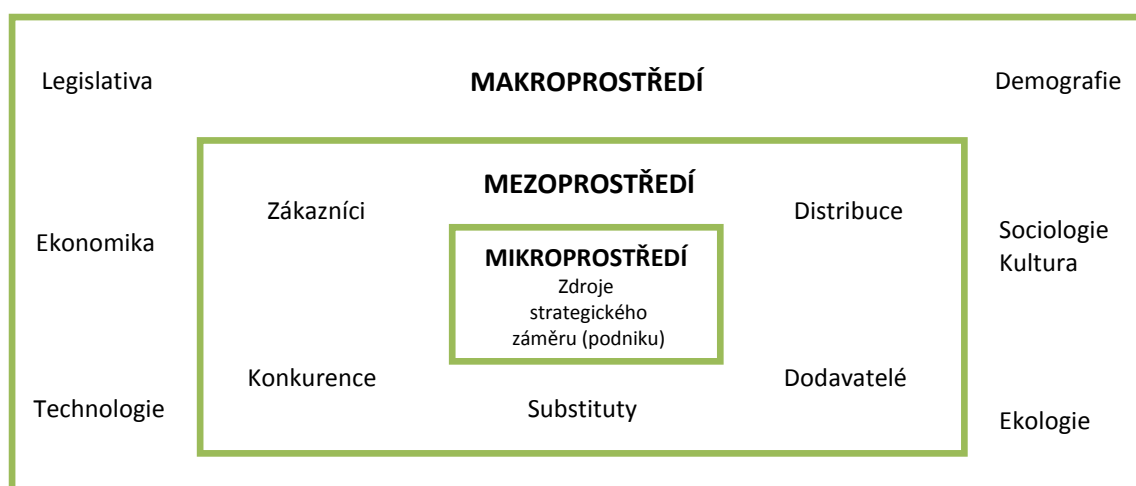 Legislativa
MAKROPROSTŘEDÍ
Demografie
MEZOPROSTŘEDÍ
Zákazníci
Distribuce
Ekonomika
Sociologie
Kultura
MIKROPROSTŘEDÍ
Zdroje
strategického
záměru (podniku)
Konkurence
Dodavatelé
Technologie
Substituty
Ekologie